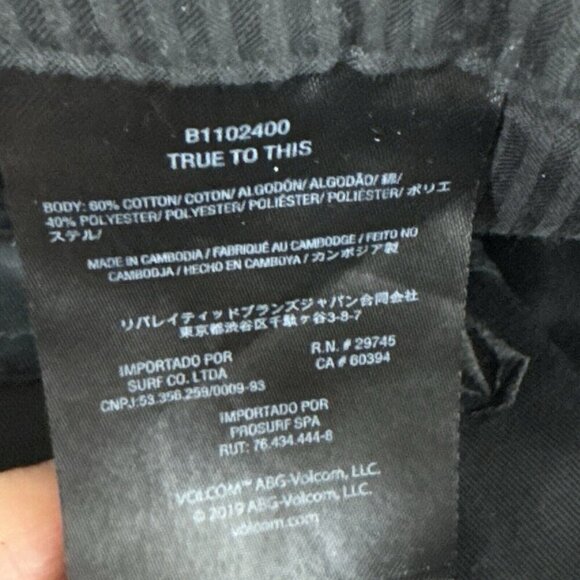 B1102400
TRUE TO THIS
BODY: 60% COTTON/ COTON/ ALGODÓN/ ALGODÃO/ 綿/
40% POLYESTER/ POLYESTER/ POLIÉSTER/ POLIÉSTER/ ポリエ
ステル/
MADE IN CAMBODIA / FABRIQUÉ AU CAMBODGE / FEITO NO
CAMBODJA / HECHO EN CAMBOYA / カンボジア製
リバレイティッドブランズジャパン合同会社
東京都渋谷区千駄ヶ谷3-8-7
IMPORTADO POR
SURF CO. LTDA
CNPJ:53.356.259/0009-93
R.N. # 29745
CA # 60394
IMPORTADO POR
PROSURF SPA
RUT: 76.434.444-8
VOLCOM™ ABG-Volcom, LLC.
© 2019 ABG-Volcom, LLC.
volcom.com